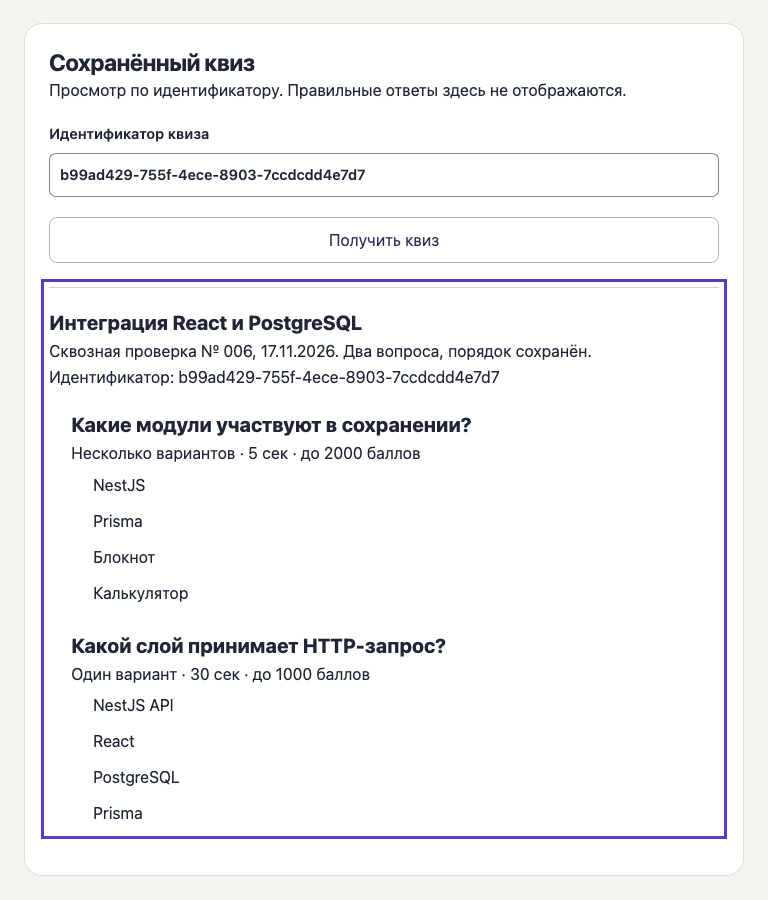 Сохранённый квиз
Просмотр по идентификатору. Правильные ответы здесь не отображаются.
Идентификатор квиза
b99ad429-755f-4ece-8903-7ccdcdd4e7d7
Получить квиз
Интеграция React и PostgreSQL
Сквозная проверка № 006, 17.11.2026. Два вопроса, порядок сохранён.
Идентификатор: b99ad429-755f-4ece-8903-7ccdcdd4e7d7
Какие модули участвуют в сохранении?
Несколько вариантов · 5 сек · до 2000 баллов
NestJS
Prisma
Блокнот
Калькулятор
Какой слой принимает HTTP-запрос?
Один вариант · 30 сек · до 1000 баллов
NestJS API
React
PostgreSQL
Prisma